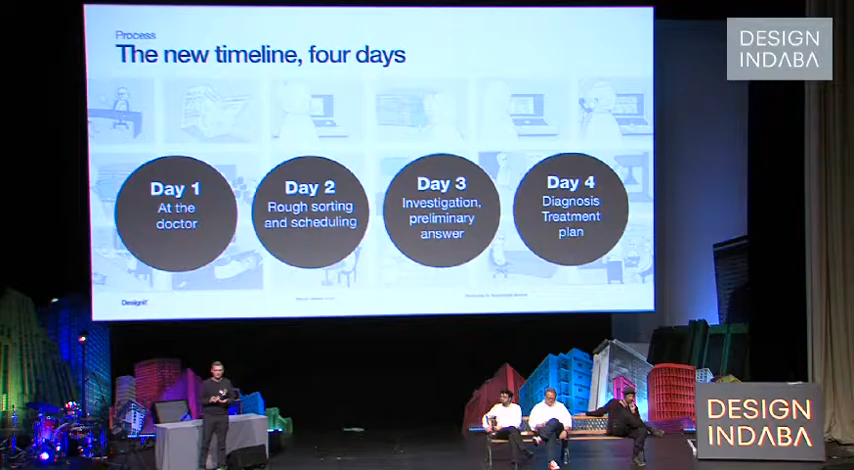 Process
The new timeline, four days
Day 1
At the
doctor
Day 2
Rough sorting
and scheduling
Day 3
Investigation,
preliminary
answer
Day 4
Diagnosis
Treatment
plan
Designit
DESIGN
INDABA
DESIGN
INDABA